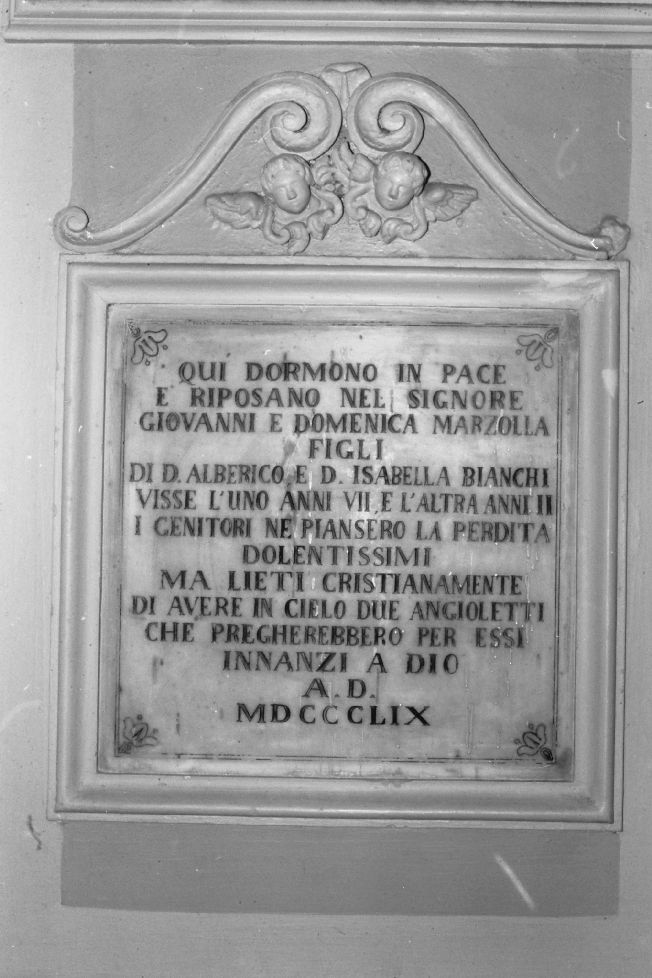 QUI DORMONO IN PACE
E RIPOSANO NEL SIGNORE
GIOVANNI E DOMENICA MARZOLLA
FIGLI
DI D. ALBERICO E D. ISABELLA BIANCHI
VISSE L'UNO ANNI VII, E L'ALTRA ANNI II
I GENITORI NE PIANSERO LA PERDITA
DOLENTISSIMI
MA LIETI CRISTIANAMENTE
DI AVERE IN CIELO DUE ANGIOLETTI
CHE PREGHEREBBERO PER ESSI
INNANZI A DIO
A. D.
MDCCCLIX